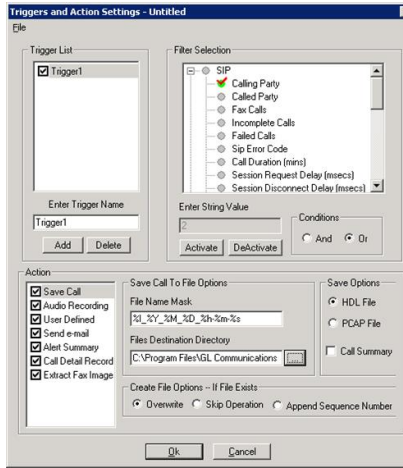 Triggers and Action Settings - Untitled
File
Trigger List
Trigger1
Enter Trigger Name
Trigger1
Add
Delete
Filter Selection
SIP
Calling Party
Called Party
Fax Calls
Incomplete Calls
Failed Calls
Sip Error Code
Call Duration (mins)
Session Request Delay (msecs)
Session Disconnect Delay (msecs)
Enter String Value
2
Activate
DeActivate
Conditions
And
Or
Action
Save Call
Audio Recording
User Defined
Send e-mail
Alert Summary
Call Detail Record
Extract Fax Image
Save Call To File Options
File Name Mask
%I_%Y_%M_%D_%h-%m-%s
Files Destination Directory
C:\Program Files\GL Communications
...
Save Options
HDL File
PCAP File
Call Summary
Create File Options -- If File Exists
Overwrite
Skip Operation
Append Sequence Number
Ok
Cancel